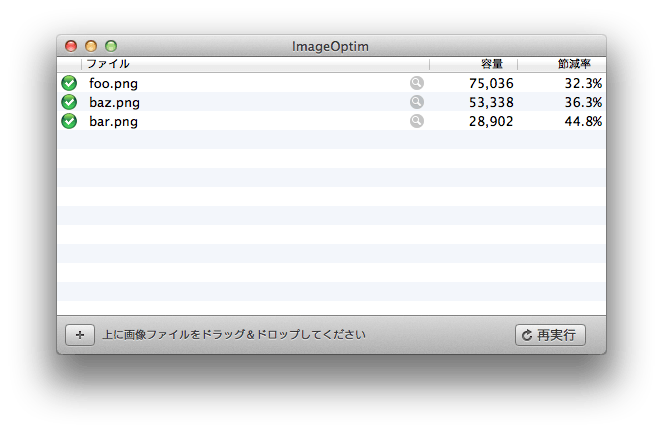 ImageOptim
ファイル 容量 節減率
foo.png 75,036 32.3%
baz.png 53,338 36.3%
bar.png 28,902 44.8%
上に画像ファイルをドラッグ&ドロップしてください 再実行